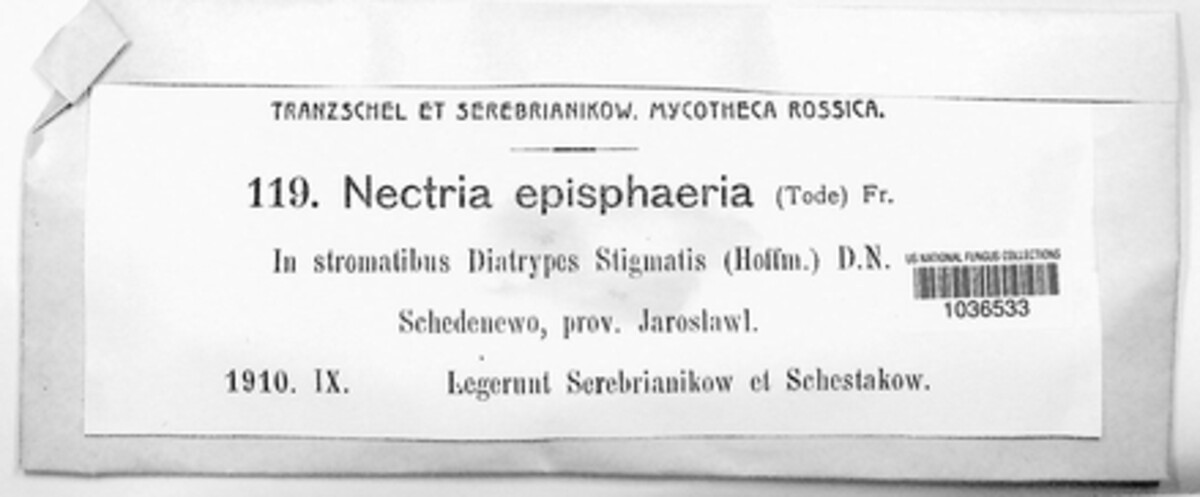 TRANZSCHEL ET SEREBRIANIKOW. MYCOTHECA ROSSICA.
119. Nectria episphaeria (Tode) Fr.
In stromatibus Diatrypes Stigmatis (Hoffm.) D.N.
US NATIONAL FUNGUS COLLECTIONS
1036533
Schedenewo, prov. Jaroslawl.
1910. IX. Legerunt Serebrianikow et Schestakow.